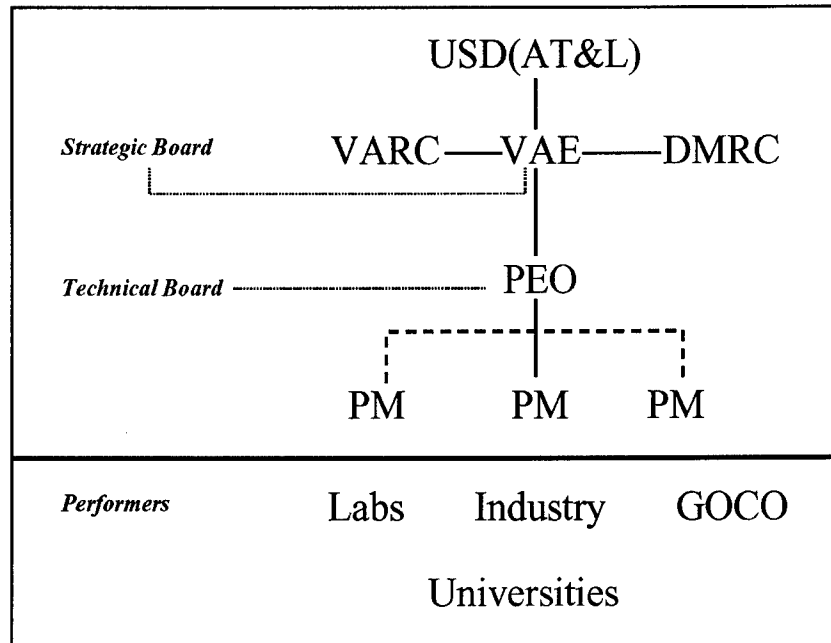 USD(AT&L)
Strategic Board VARC VAE DMRC
Technical Board PEO
PM PM PM
Performers Labs Industry GOCO
Universities